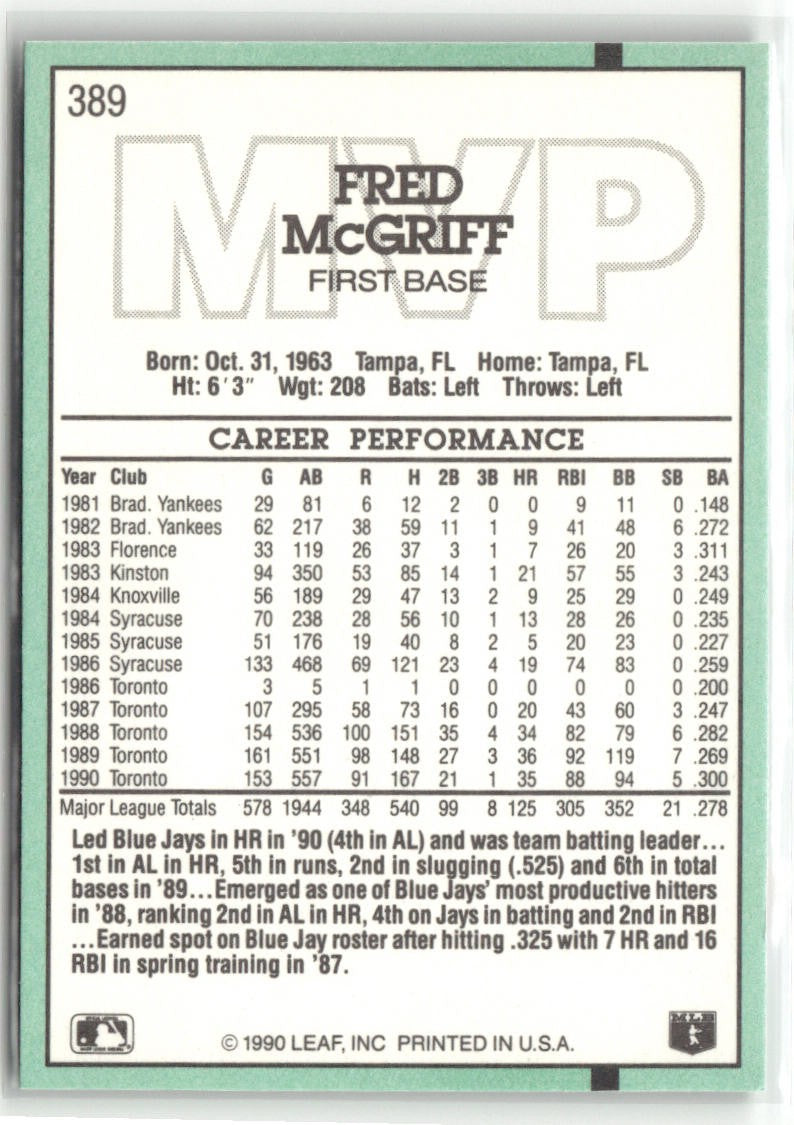 389
MVP
FRED
McGRIFF
FIRST BASE
Born: Oct. 31, 1963 Tampa, FL Home: Tampa, FL
Ht: 6'3" Wgt: 208 Bats: Left Throws: Left
CAREER PERFORMANCE
Year Club G AB R H 2B 3B HR RBI BB SB BA
1981 Brad. Yankees 29 81 6 12 2 0 0 9 11 0 .148
1982 Brad. Yankees 62 217 38 59 11 1 9 41 48 6 .272
1983 Florence 33 119 26 37 3 1 7 26 20 3 .311
1983 Kinston 94 350 53 85 14 1 21 57 55 3 .243
1984 Knoxville 56 189 29 47 13 2 9 25 29 0 .249
1984 Syracuse 70 238 28 56 10 1 13 28 26 0 .235
1985 Syracuse 51 176 19 40 8 2 5 20 23 0 .227
1986 Syracuse 133 468 69 121 23 4 19 74 83 0 .259
1986 Toronto 3 5 1 1 0 0 0 0 0 0 .200
1987 Toronto 107 295 58 73 16 0 20 43 60 3 .247
1988 Toronto 154 536 100 151 35 4 34 82 79 6 .282
1989 Toronto 161 551 98 148 27 3 36 92 119 7 .269
1990 Toronto 153 557 91 167 21 1 35 88 94 5 .300
Major League Totals 578 1944 348 540 99 8 125 305 352 21 .278
Led Blue Jays in HR in '90 (4th in AL) and was team batting leader...
1st in AL in HR, 5th in runs, 2nd in slugging (.525) and 6th in total
bases in '89...Emerged as one of Blue Jays' most productive hitters
in '88, ranking 2nd in AL in HR, 4th on Jays in batting and 2nd in RBI
...Earned spot on Blue Jay roster after hitting .325 with 7 HR and 16
RBI in spring training in '87.
© 1990 LEAF, INC PRINTED IN U.S.A.
MLB